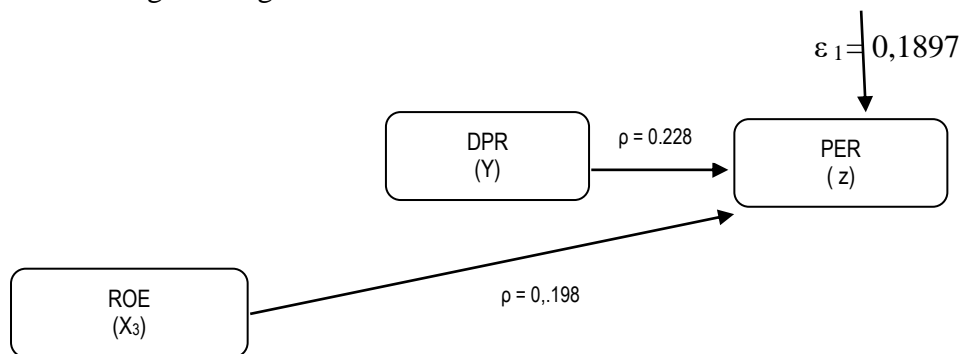 ε 1 = 0,1897
DPR
(Y)
ρ = 0.228
PER
( z)
ROE
(X3)
ρ = 0,.198